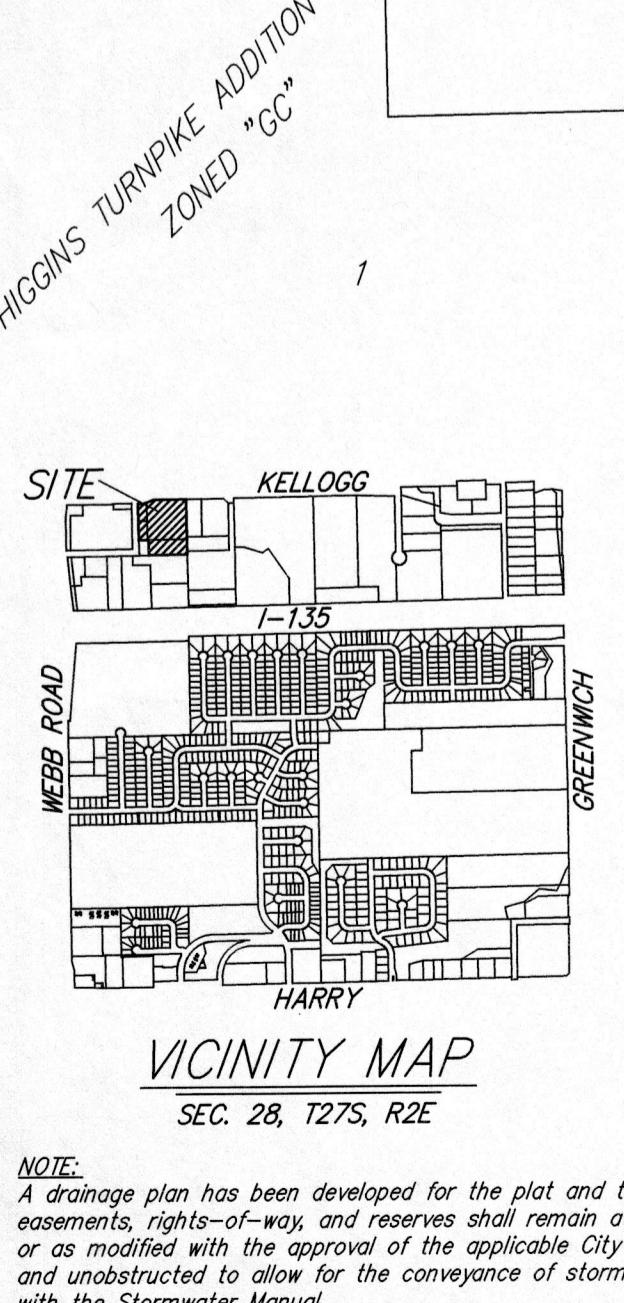 HIGGINS TURNPIKE ADDITION
ZONED "GC"
1
SITE
KELLOGG
I-135
WEBB ROAD
GREENWICH
HARRY
VICINITY MAP
SEC. 28, T27S, R2E
NOTE:
A drainage plan has been developed for the plat and
easements, rights-of-way, and reserves shall remain
or as modified with the approval of the applicable City
and unobstructed to allow for the conveyance of storm
with the Stormwater Manual